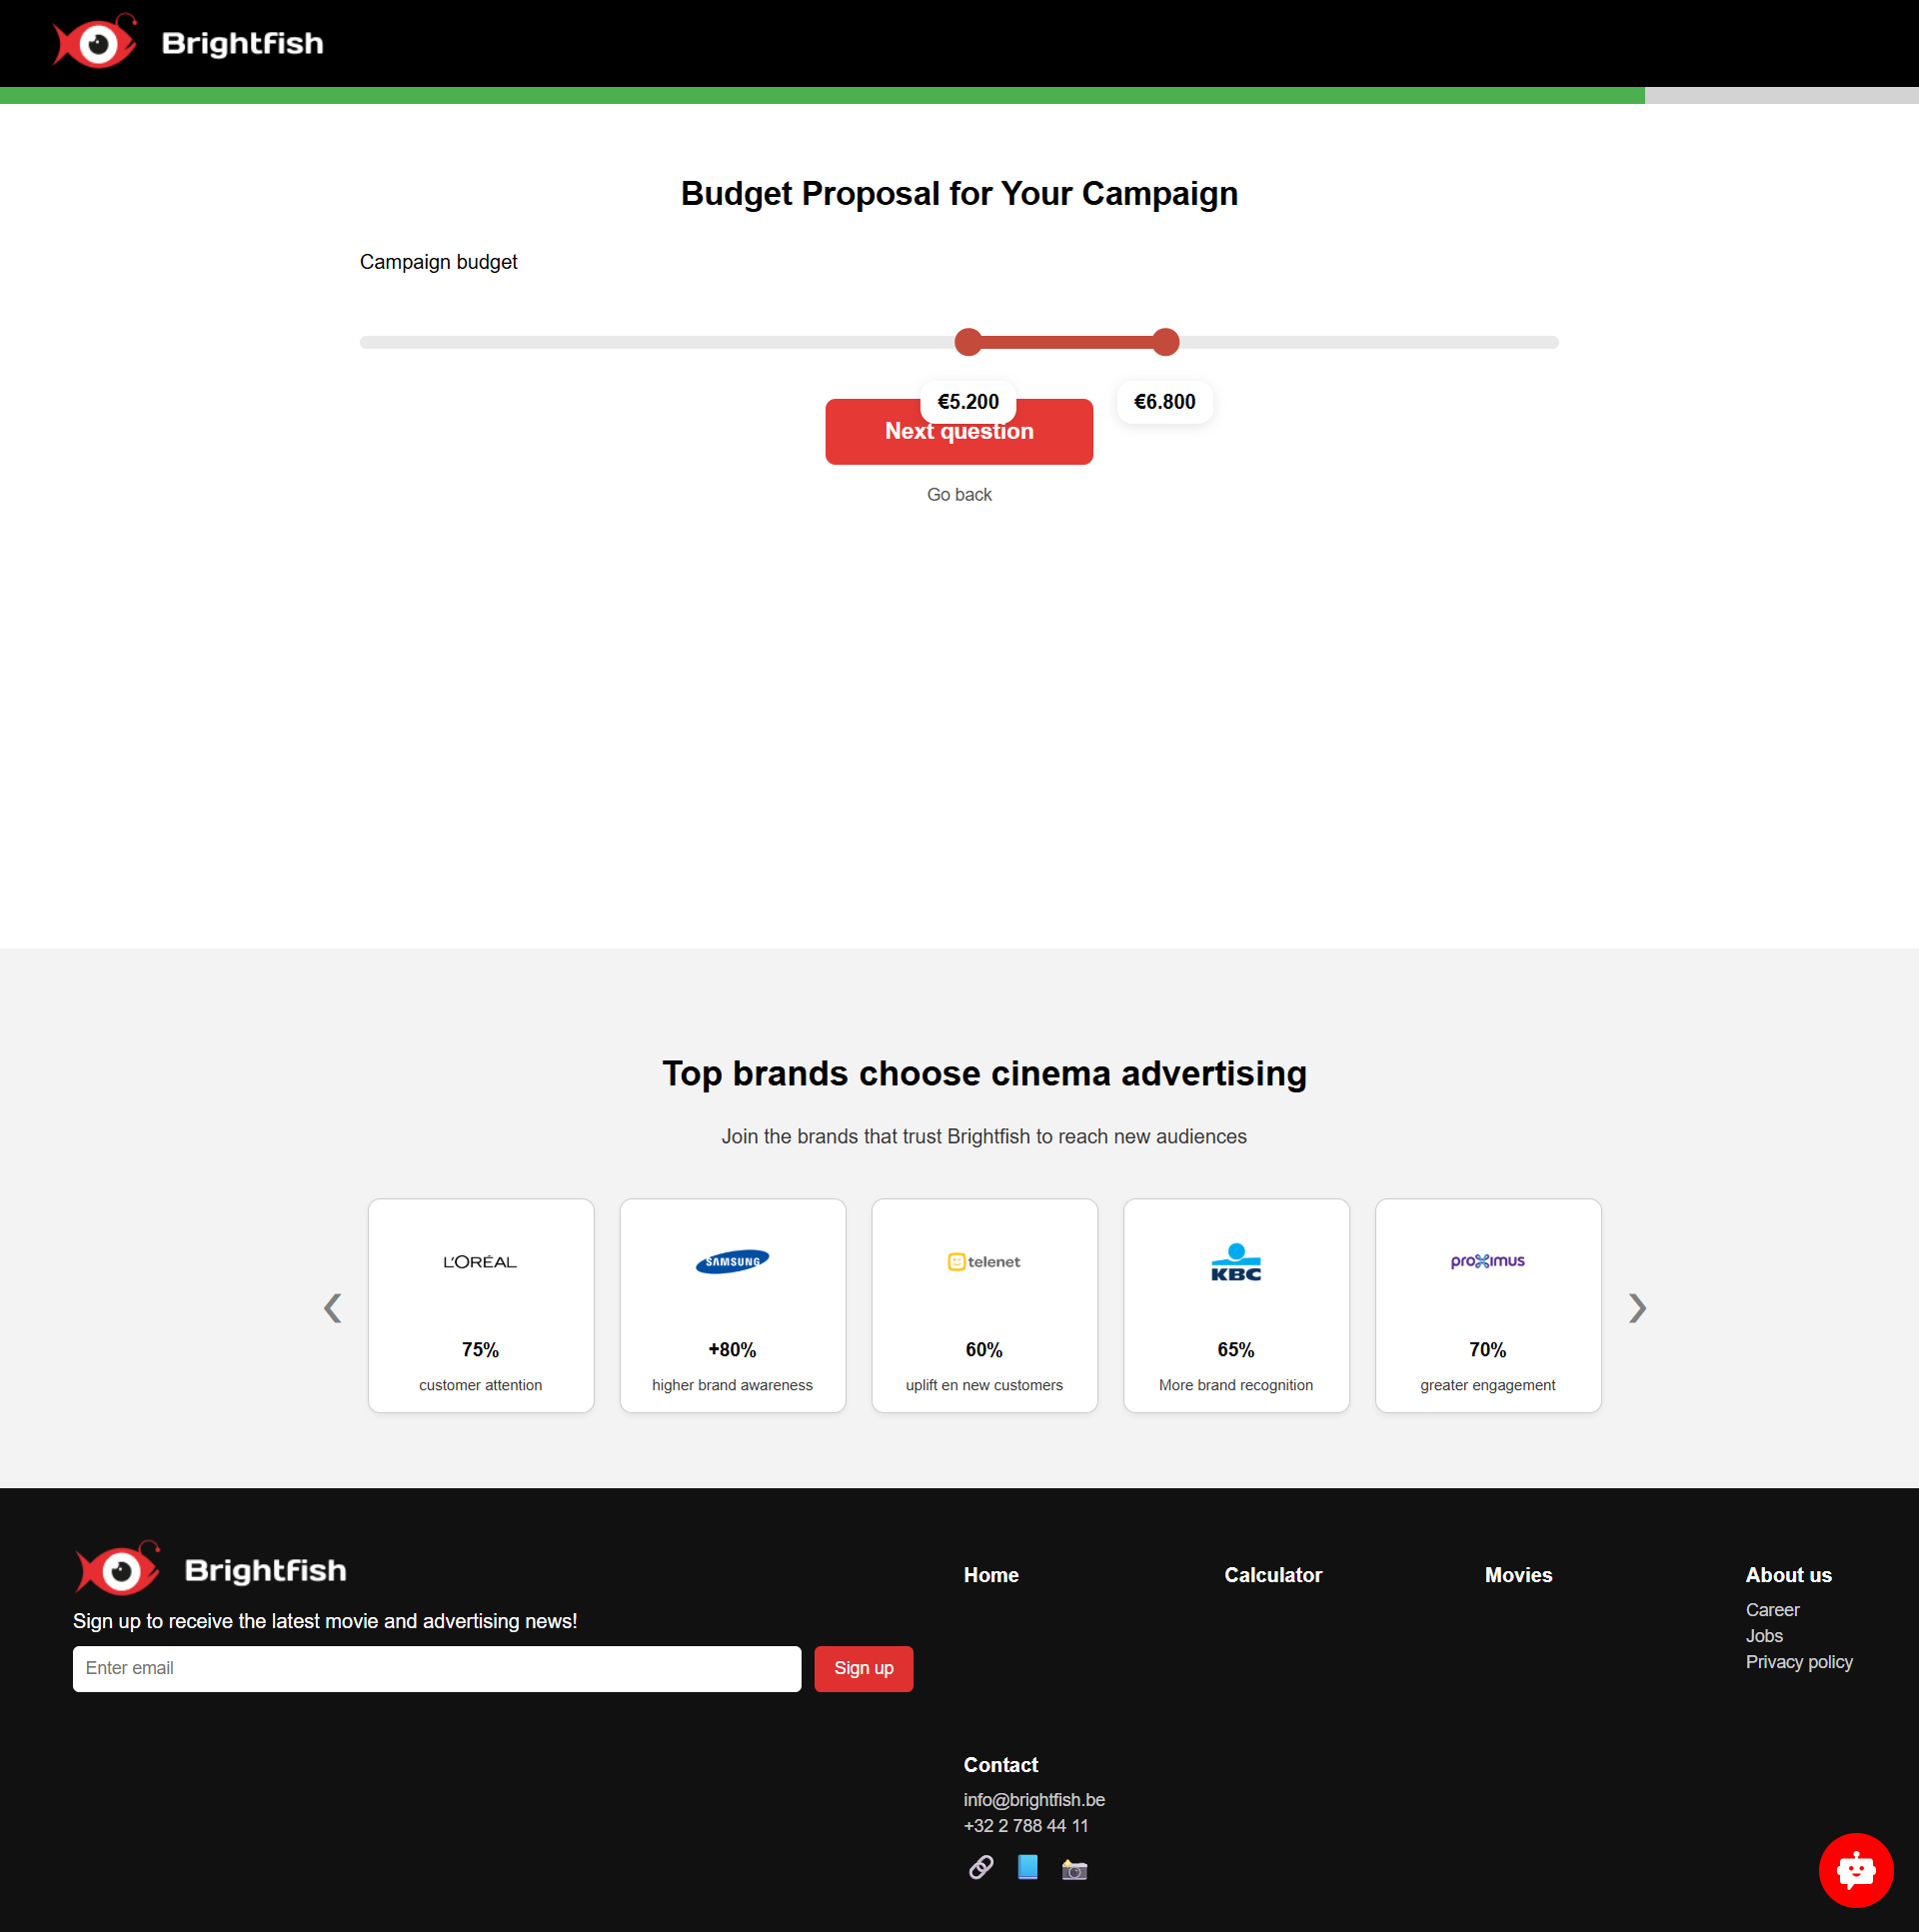 Brightfish
Budget Proposal for Your Campaign
Campaign budget
€5.200
€6.800
Next question
Go back
Top brands choose cinema advertising
Join the brands that trust Brightfish to reach new audiences
L'ORÉAL
SAMSUNG
telenet
KBC
proximus
75%
+80%
60%
65%
70%
customer attention
higher brand awareness
uplift en new customers
More brand recognition
greater engagement
Brightfish
Sign up to receive the latest movie and advertising news!
Enter email
Sign up
Home
Calculator
Movies
About us
Career
Jobs
Privacy policy
Contact
info@brightfish.be
+32 2 788 44 11